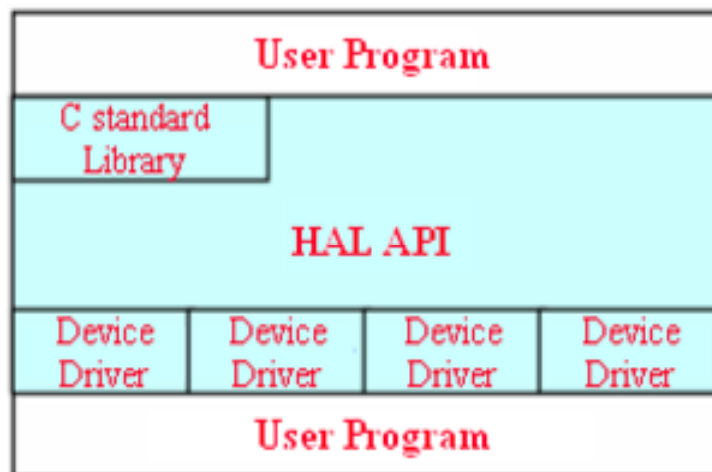 User Program
C standard
Library
HAL API
Device Device Device Device
Driver Driver Driver Driver
User Program